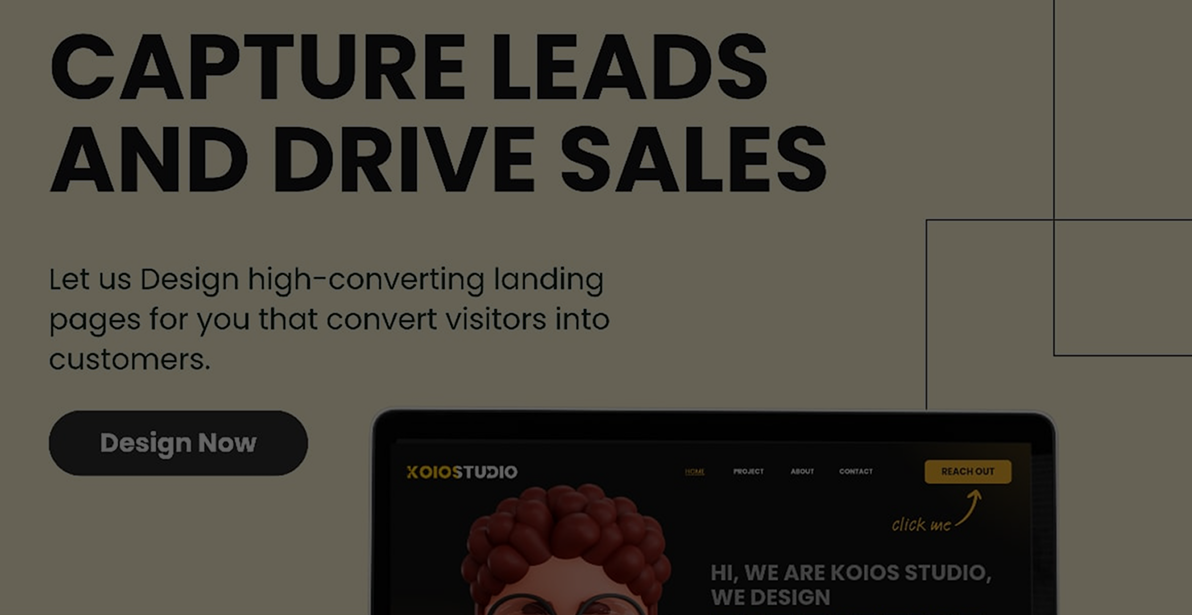 CAPTURE LEADS
AND DRIVE SALES
Let us Design high-converting landing
pages for you that convert visitors into
customers.
Design Now
KOIOSTUDIO
HOME PROJECT ABOUT CONTACT REACH OUT
click me
HI, WE ARE KOIOS STUDIO,
WE DESIGN